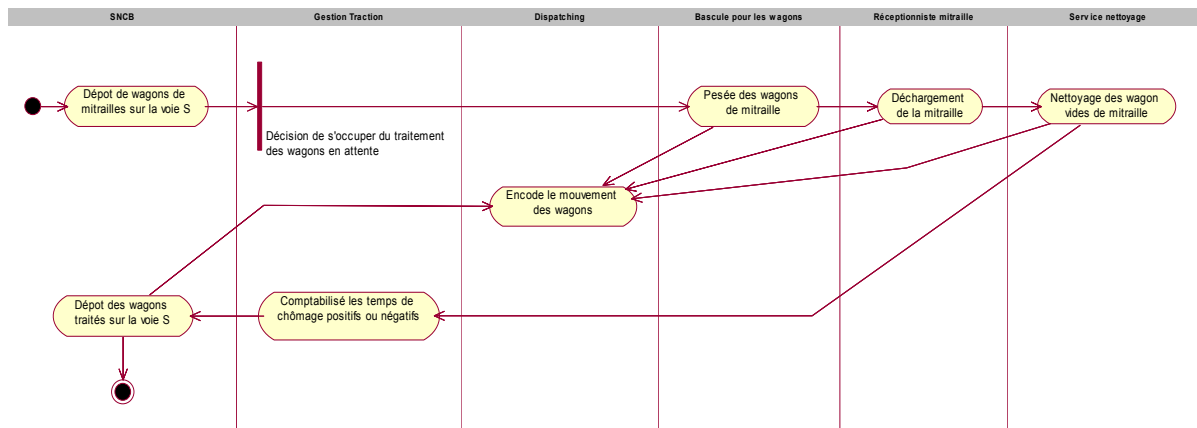 SNCB
Gestion Traction
Dispatching
Bascule pour les wagons
Réceptionniste mitraille
Service nettoyage
Dépot de wagons de
mitrailles sur la voie S
Décision de s'occuper du traitement
des wagons en attente
Pesée des wagons
de mitraille
Déchargement
de la mitraille
Nettoyage des wagon
vides de mitraille
Encode le mouvement
des wagons
Dépot des wagons
traités sur la voie S
Comptabilisé les temps de
chômage positifs ou négatifs